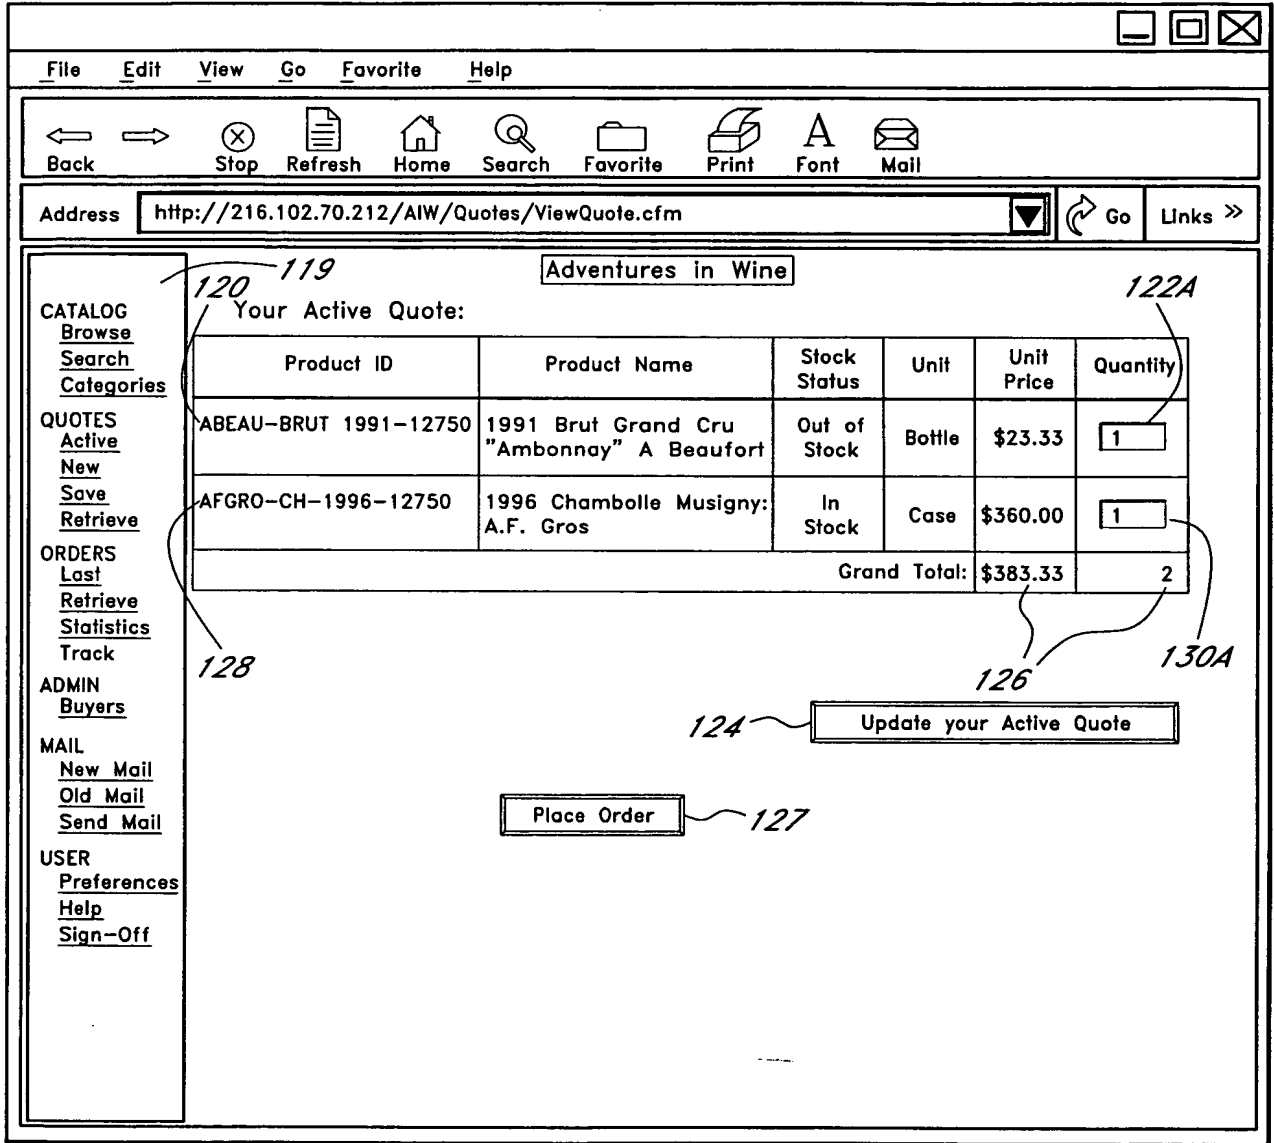 File Edit View Go Favorite Help
Back Stop Refresh Home Search Favorite Print Font Mail
Address http://216.102.70.212/AIW/Quotes/ViewQuote.cfm Go Links »
119
120
Adventures in Wine
122A
Your Active Quote:
CATALOG
Browse
Search
Categories
QUOTES
Active
New
Save
Retrieve
ORDERS
Last
Retrieve
Statistics
Track
ADMIN
Buyers
MAIL
New Mail
Old Mail
Send Mail
USER
Preferences
Help
Sign-Off
Product ID Product Name Stock Status Unit Unit Price Quantity
ABEAU-BRUT 1991-12750 1991 Brut Grand Cru Out of Bottle $23.33 1
"Ambonnay" A Beaufort Stock
AFGRO-CH-1996-12750 1996 Chambolle Musigny: In Case $360.00 1
A.F. Gros Stock
Grand Total: $383.33 2
128
126
130A
124
Update your Active Quote
Place Order
127